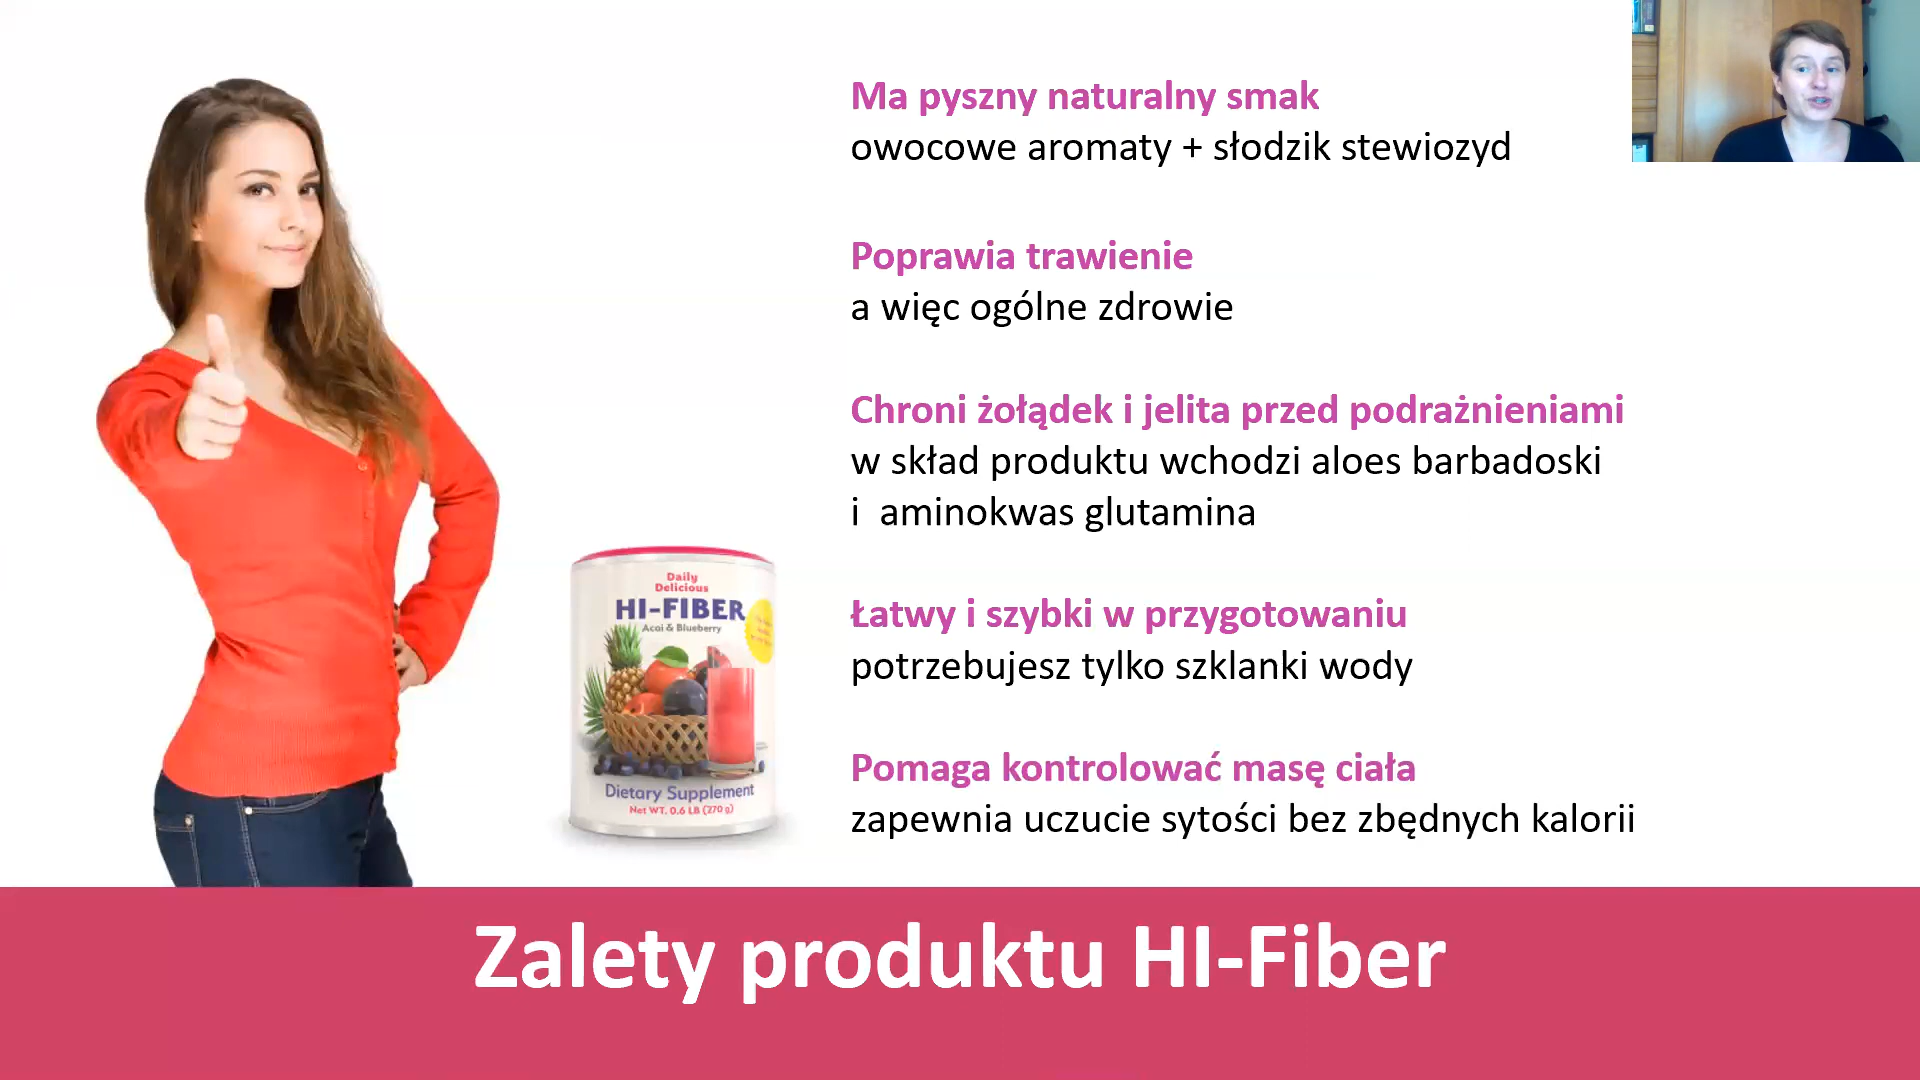 Ma pyszny naturalny smak
owocowe aromaty + słodzik stewiozyd
Poprawia trawienie
a więc ogólne zdrowie
Chroni żołądek i jelita przed podrażnieniami
w skład produktu wchodzi aloes barbadoski
i  aminokwas glutamina
Łatwy i szybki w przygotowaniu
potrzebujesz tylko szklanki wody
Pomaga kontrolować masę ciała
zapewnia uczucie sytości bez zbędnych kalorii
Daily
Delicious
HI-FIBER
Acai & Blueberry
Dietary Supplement
Net WT. 0.6 LB (270 g)
Zalety produktu HI-Fiber